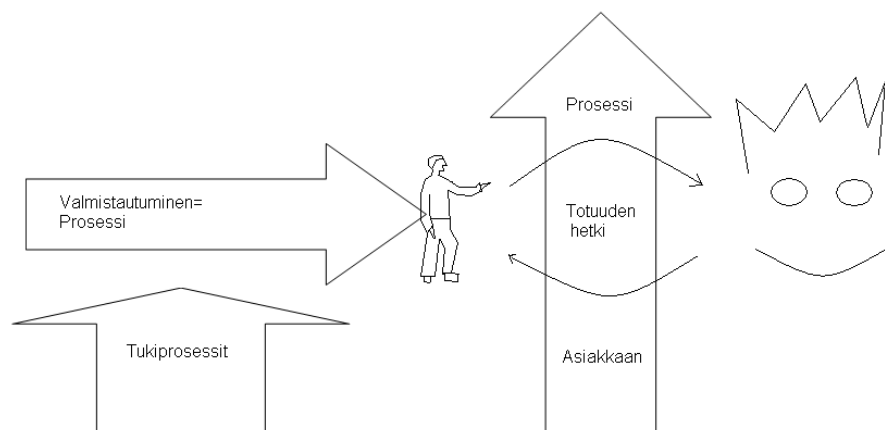 Prosessi
Valmistautuminen=
Prosessi
Totuuden
hetki
Tukiprosessit
Asiakkaan